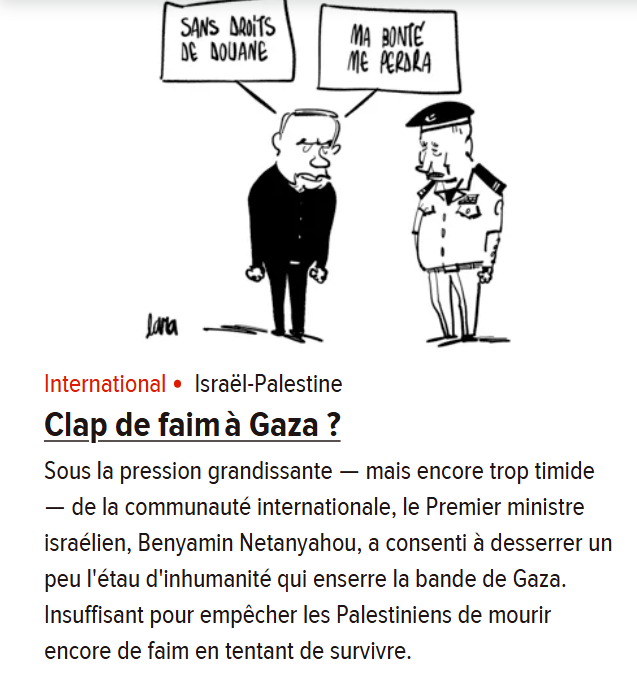 SANS DROITS
DE DOUANE
MA BONTÉ
ME PERDRA
Lara
International • Israël-Palestine
Clap de faim à Gaza ?
Sous la pression grandissante — mais encore trop timide
— de la communauté internationale, le Premier ministre
israélien, Benyamin Netanyahou, a consenti à desserrer un
peu l'étau d'inhumanité qui enserre la bande de Gaza.
Insuffisant pour empêcher les Palestiniens de mourir
encore de faim en tentant de survivre.